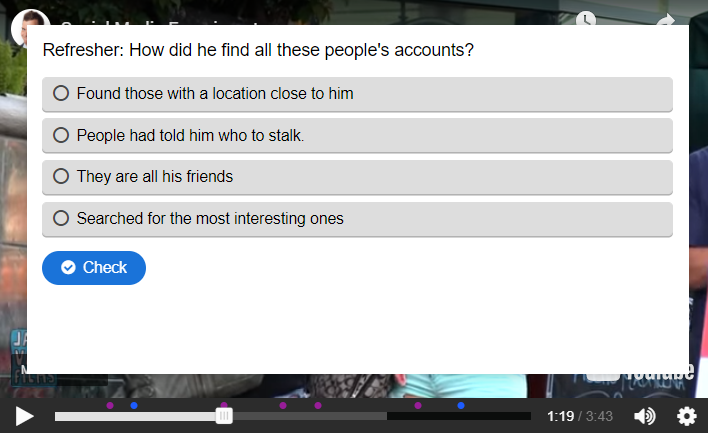 Refresher: How did he find all these people's accounts?
Found those with a location close to him
People had told him who to stalk.
They are all his friends
Searched for the most interesting ones
Check
1:19 / 3:43